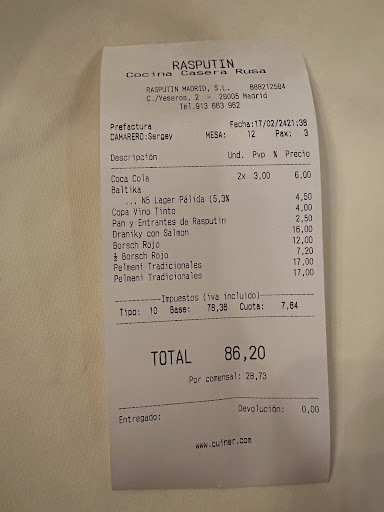 RASPUTIN
Cocina Casera Rusa
RASPUTIN MADRID, S.L. B88212584
C./Yeseros, 2 - 28005 Madrid
Tel.913 663 962
Prefactura Fecha:17/02/2421:38
CAMARERO:Sergey MESA: 12 Pax: 3
Descripción Und. Pvp % Precio
Coca Cola 2x 3,00 6,00
Baltika
... N5 Lager Pálida (5,3% 4,50
Copa Vino Tinto 4,00
Pan y Entrantes de Rasputin 2,50
Draniky con Salmon 16,00
Borsch Rojo 12,00
½ Borsch Rojo 7,20
Pelmeni Tradicionales 17,00
Pelmeni Tradicionales 17,00
Impuestos (iva incluido)
Tipo: 10 Base: 78,36 Cuota: 7,84
TOTAL 86,20
Por comensal: 28,73
Entregado: Devolución: 0,00
www.cuiner.com